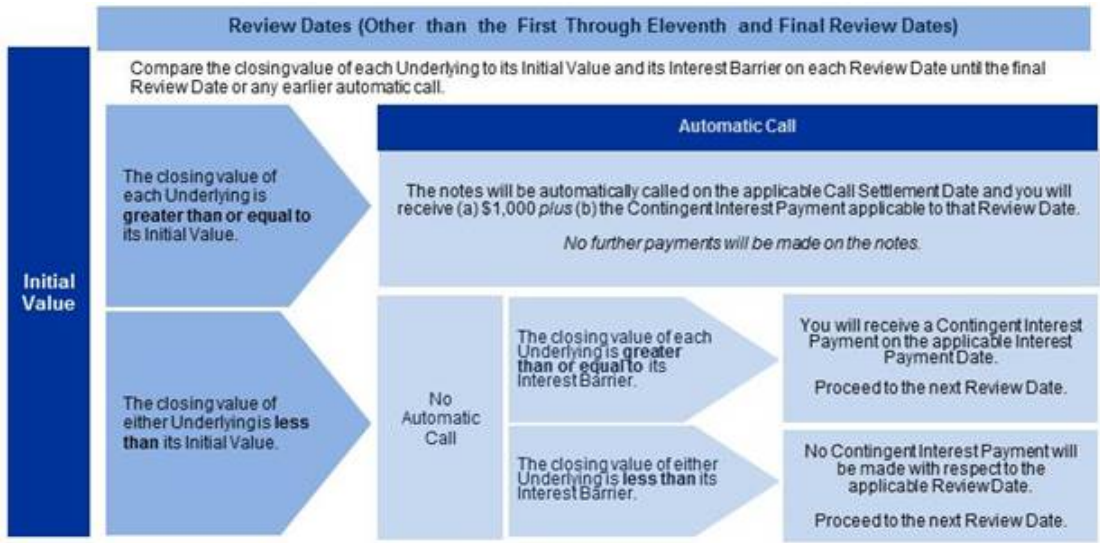 Review Dates (Other than the First Through Eleventh and Final Review Dates)
Compare the closingvalue of each Underlying to its Initial Value and its Interest Barrier on each Review Date until the final
Review Date or any earlier automatic call.
Initial
Value
The closing value of
each Underlying is
greater than or equal to
its Initial Value.
Automatic Call
The notes will be automatically called on the applicable Call Settlement Date and you will
receive (a) $1,000 plus (b) the Contingent Interest Payment applicable to that Review Date.
No further payments will be made on the notes.
The closing value of
either Underlying is less
than its Initial Value.
No
Automatic
Call
The closing value of each
Underlying is greater
than or equal to its
Interest Barrier.
You will receive a Contingent Interest
Payment on the applicable Interest
Payment Date.
Proceed to the next Review Date.
The closing value of either
Underlying is less than its
Interest Barrier.
No Contingent Interest Payment will
be made with respect to the
applicable Review Date.
Proceed to the next Review Date.